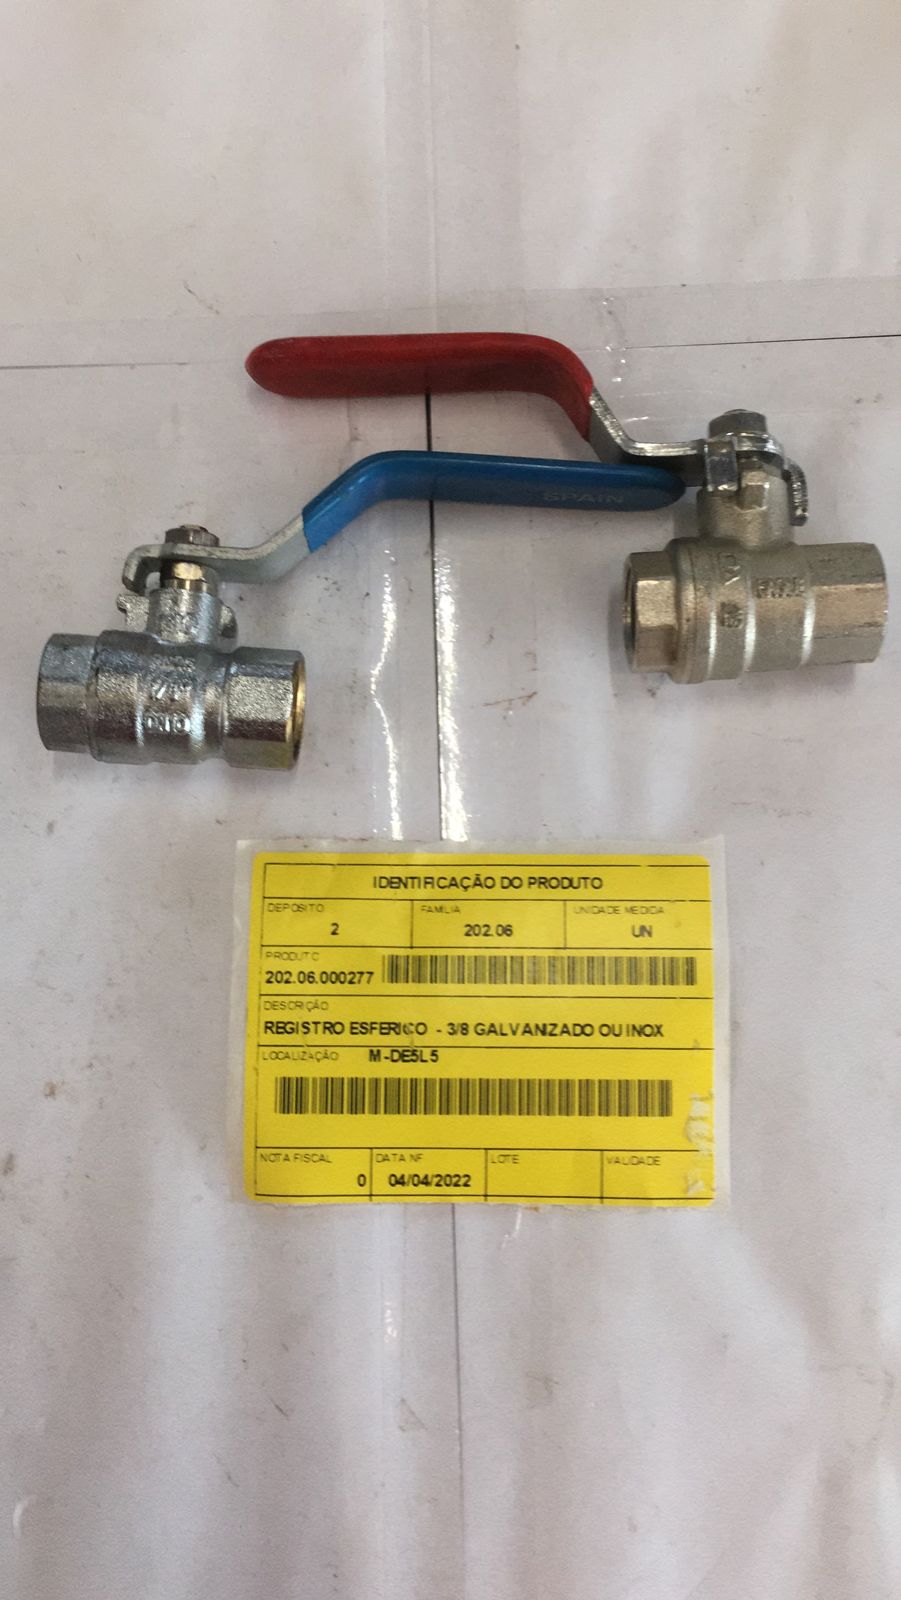 SPAIN
DN10
IDENTIFICAÇÃO DO PRODUTO
DEPOSITO FAMILIA UNIDADE MEDIDA
2 202.06 UN
PRODUTO
202.06.000277
DESCRIÇÃO
REGISTRO ESFERICO - 3/8 GALVANIZADO OU INOX
LOCALIZAÇÃO M-DE5L5
NOTA FISCAL DATA NF LOTE VALIDADE
0 04/04/2022